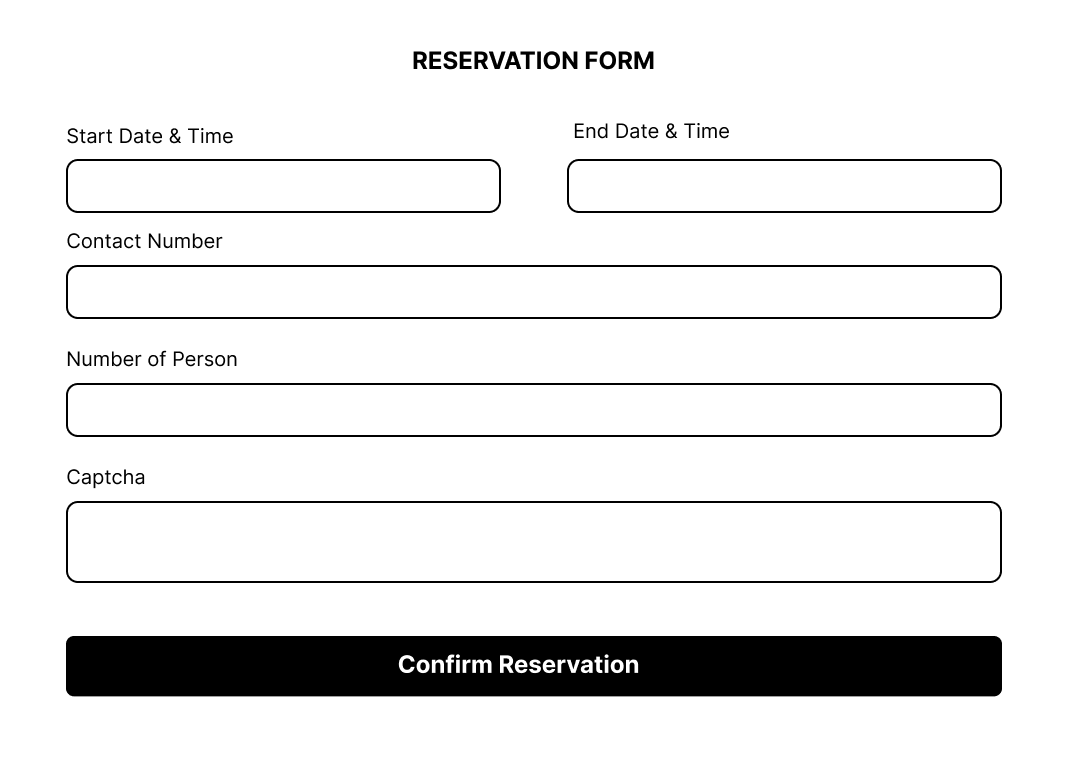 RESERVATION FORM
Start Date & Time
End Date & Time
Contact Number
Number of Person
Captcha
Confirm Reservation